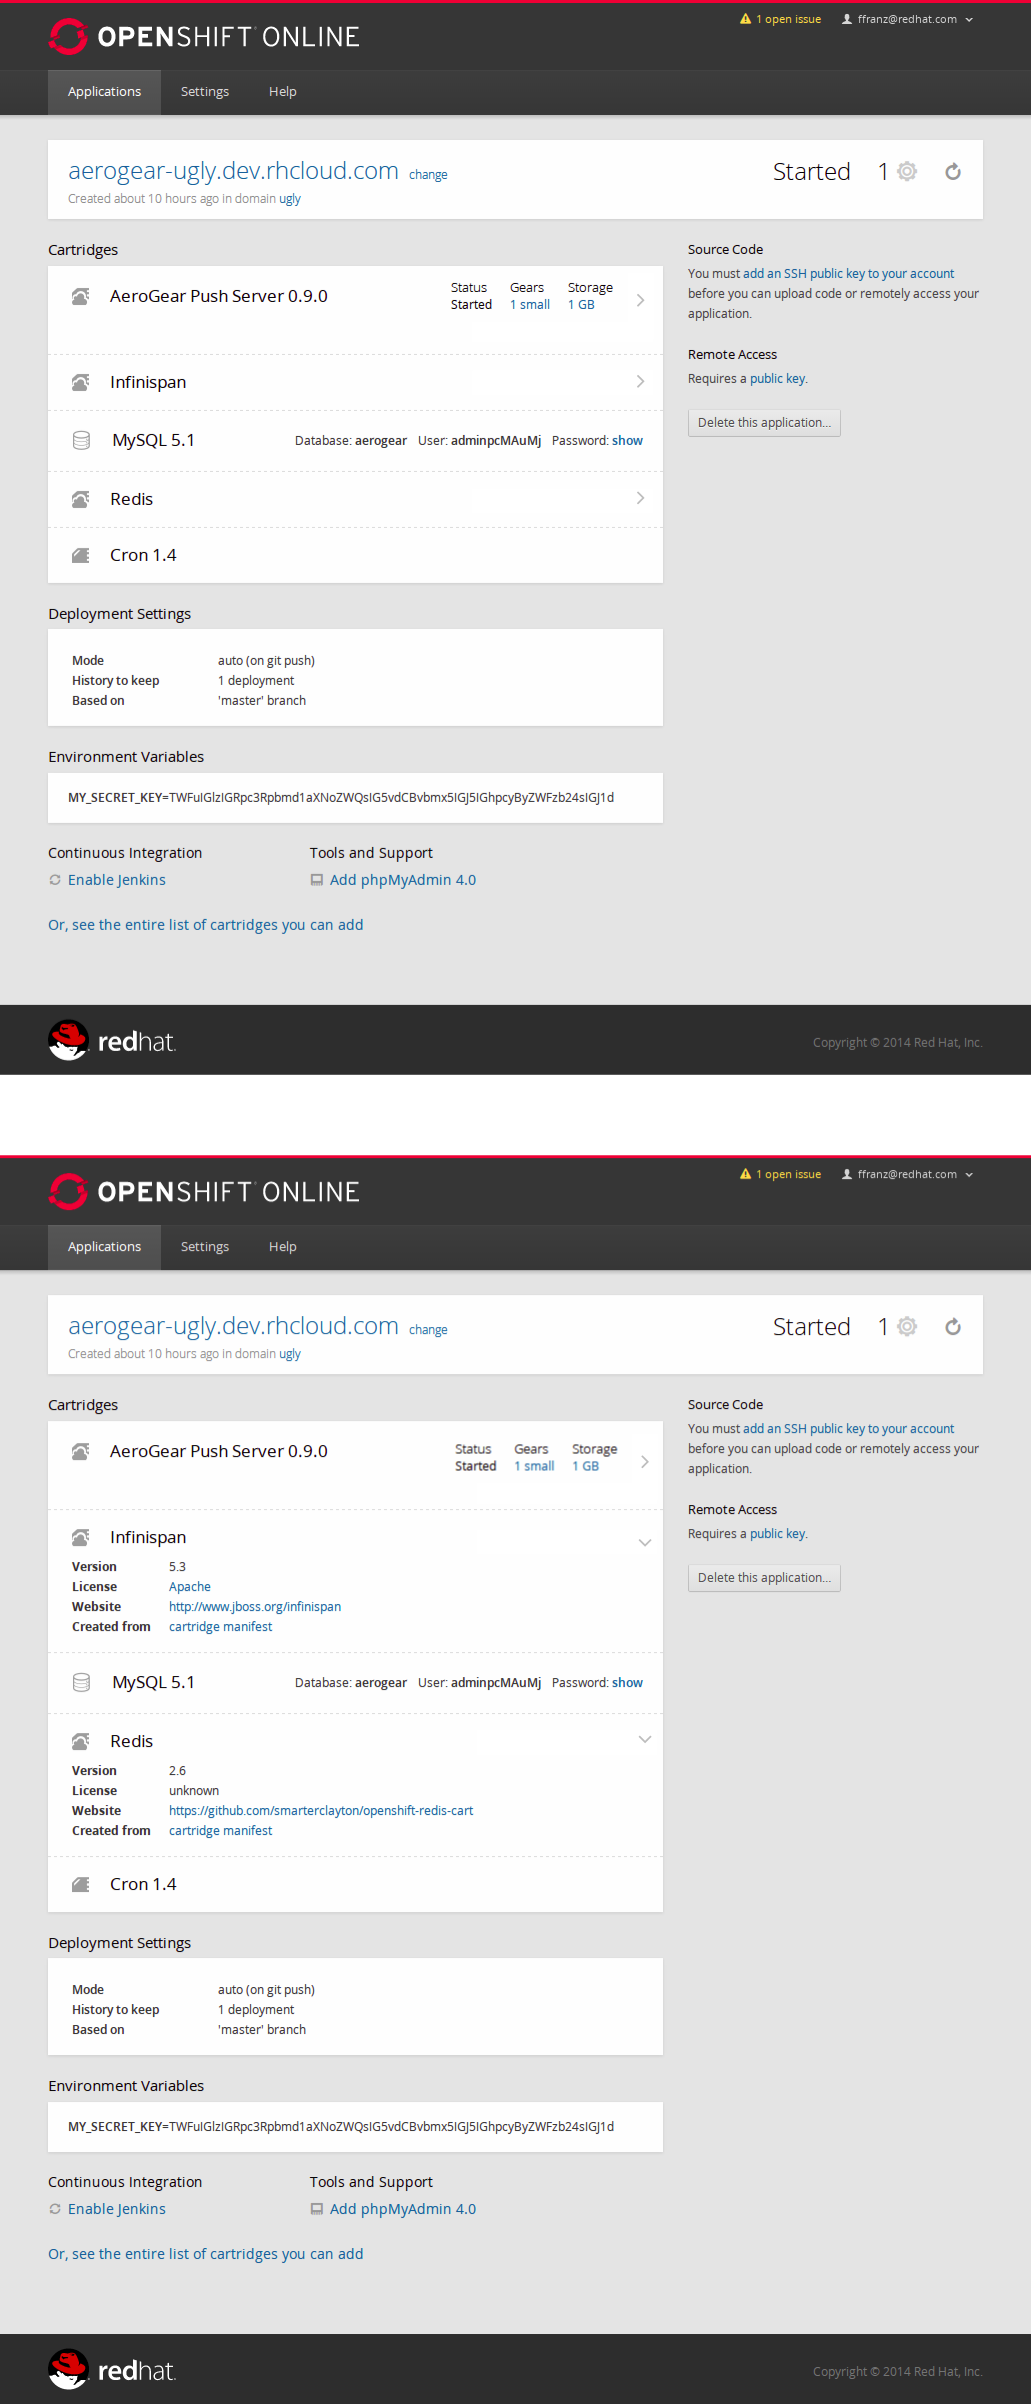 1 open issue ffranz@redhat.com
OPENSHIFT ONLINE
Applications Settings Help
aerogear-ugly.dev.rhcloud.com change Started 1
Created about 10 hours ago in domain ugly
Cartridges
AeroGear Push Server 0.9.0
Status Gears Storage
Started 1 small 1 GB
Infinispan
MySQL 5.1 Database: aerogear User: adminpcMAuMj Password: show
Redis
Cron 1.4
Source Code
You must add an SSH public key to your account
before you can upload code or remotely access your
application.
Remote Access
Requires a public key.
Delete this application...
Deployment Settings
Mode auto (on git push)
History to keep 1 deployment
Based on 'master' branch
Environment Variables
MY_SECRET_KEY=TWFuIGlzIGRpc3Rpbmd1aXNoZWQsIG5vdCBvbmx5IGJ5IGhpcyByZWFzb24sIGJ1d
Continuous Integration Tools and Support
Enable Jenkins Add phpMyAdmin 4.0
Or, see the entire list of cartridges you can add
redhat. Copyright © 2014 Red Hat, Inc.
1 open issue ffranz@redhat.com
OPENSHIFT ONLINE
Applications Settings Help
aerogear-ugly.dev.rhcloud.com change Started 1
Created about 10 hours ago in domain ugly
Cartridges
AeroGear Push Server 0.9.0
Status Gears Storage
Started 1 small 1 GB
Infinispan
Version 5.3
License Apache
Website http://www.jboss.org/infinispan
Created from cartridge manifest
MySQL 5.1 Database: aerogear User: adminpcMAuMj Password: show
Redis
Version 2.6
License unknown
Website https://github.com/smarterclayton/openshift-redis-cart
Created from cartridge manifest
Cron 1.4
Source Code
You must add an SSH public key to your account
before you can upload code or remotely access your
application.
Remote Access
Requires a public key.
Delete this application...
Deployment Settings
Mode auto (on git push)
History to keep 1 deployment
Based on 'master' branch
Environment Variables
MY_SECRET_KEY=TWFuIGlzIGRpc3Rpbmd1aXNoZWQsIG5vdCBvbmx5IGJ5IGhpcyByZWFzb24sIGJ1d
Continuous Integration Tools and Support
Enable Jenkins Add phpMyAdmin 4.0
Or, see the entire list of cartridges you can add
redhat. Copyright © 2014 Red Hat, Inc.